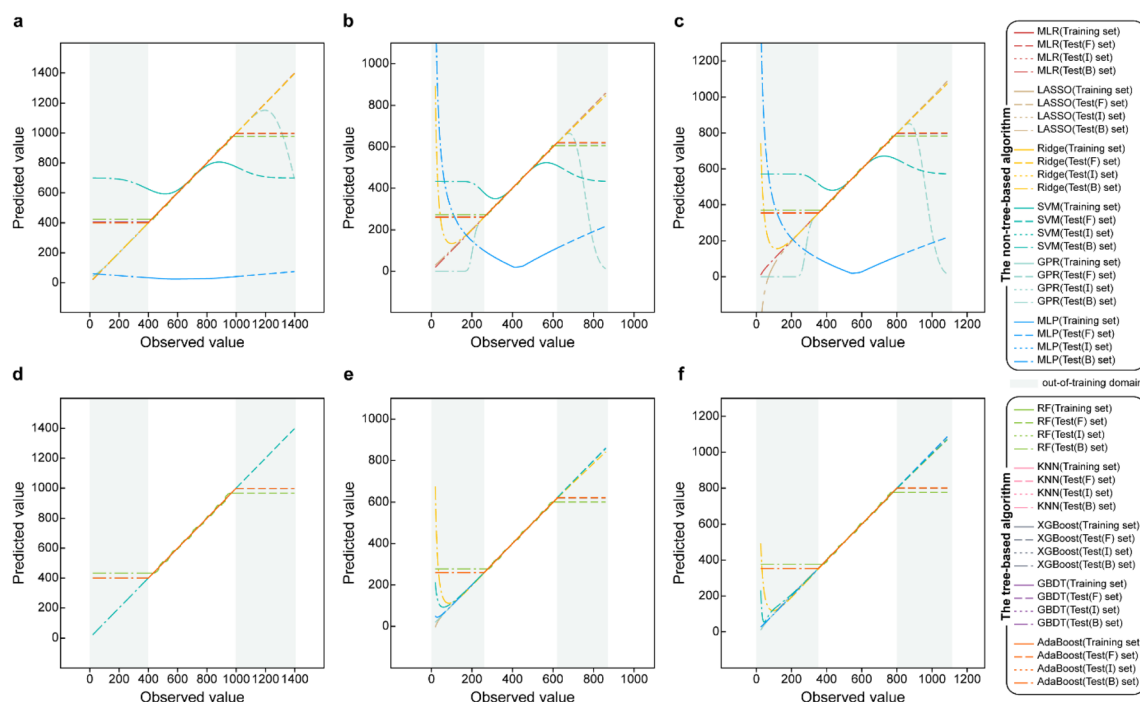 a
b
c
1400
1200
1000
800
600
400
200
0
Predicted value
0 200 400 600 800 1000 1200 1400
Observed value
1000
800
600
400
200
0
Predicted value
0 200 400 600 800 1000
Observed value
1200
1000
800
600
400
200
0
Predicted value
0 200 400 600 800 1000 1200
Observed value
MLR(Training set)
MLR(Test(F) set)
MLR(Test(I) set)
MLR(Test(B) set)
LASSO(Training set)
LASSO(Test(F) set)
LASSO(Test(I) set)
LASSO(Test(B) set)
Ridge(Training set)
Ridge(Test(F) set)
Ridge(Test(I) set)
Ridge(Test(B) set)
SVM(Training set)
SVM(Test(F) set)
SVM(Test(I) set)
SVM(Test(B) set)
GPR(Training set)
GPR(Test(F) set)
GPR(Test(I) set)
GPR(Test(B) set)
MLP(Training set)
MLP(Test(F) set)
MLP(Test(I) set)
MLP(Test(B) set)
The non-tree-based algorithm
out-of-training domain
d
e
f
1400
1200
1000
800
600
400
200
0
Predicted value
0 200 400 600 800 1000 1200 1400
Observed value
1000
800
600
400
200
0
Predicted value
0 200 400 600 800 1000
Observed value
1200
1000
800
600
400
200
0
Predicted value
0 200 400 600 800 1000 1200
Observed value
RF(Training set)
RF(Test(F) set)
RF(Test(I) set)
RF(Test(B) set)
KNN(Training set)
KNN(Test(F) set)
KNN(Test(I) set)
KNN(Test(B) set)
XGBoost(Training set)
XGBoost(Test(F) set)
XGBoost(Test(I) set)
XGBoost(Test(B) set)
GBDT(Training set)
GBDT(Test(F) set)
GBDT(Test(I) set)
GBDT(Test(B) set)
AdaBoost(Training set)
AdaBoost(Test(F) set)
AdaBoost(Test(I) set)
AdaBoost(Test(B) set)
The tree-based algorithm